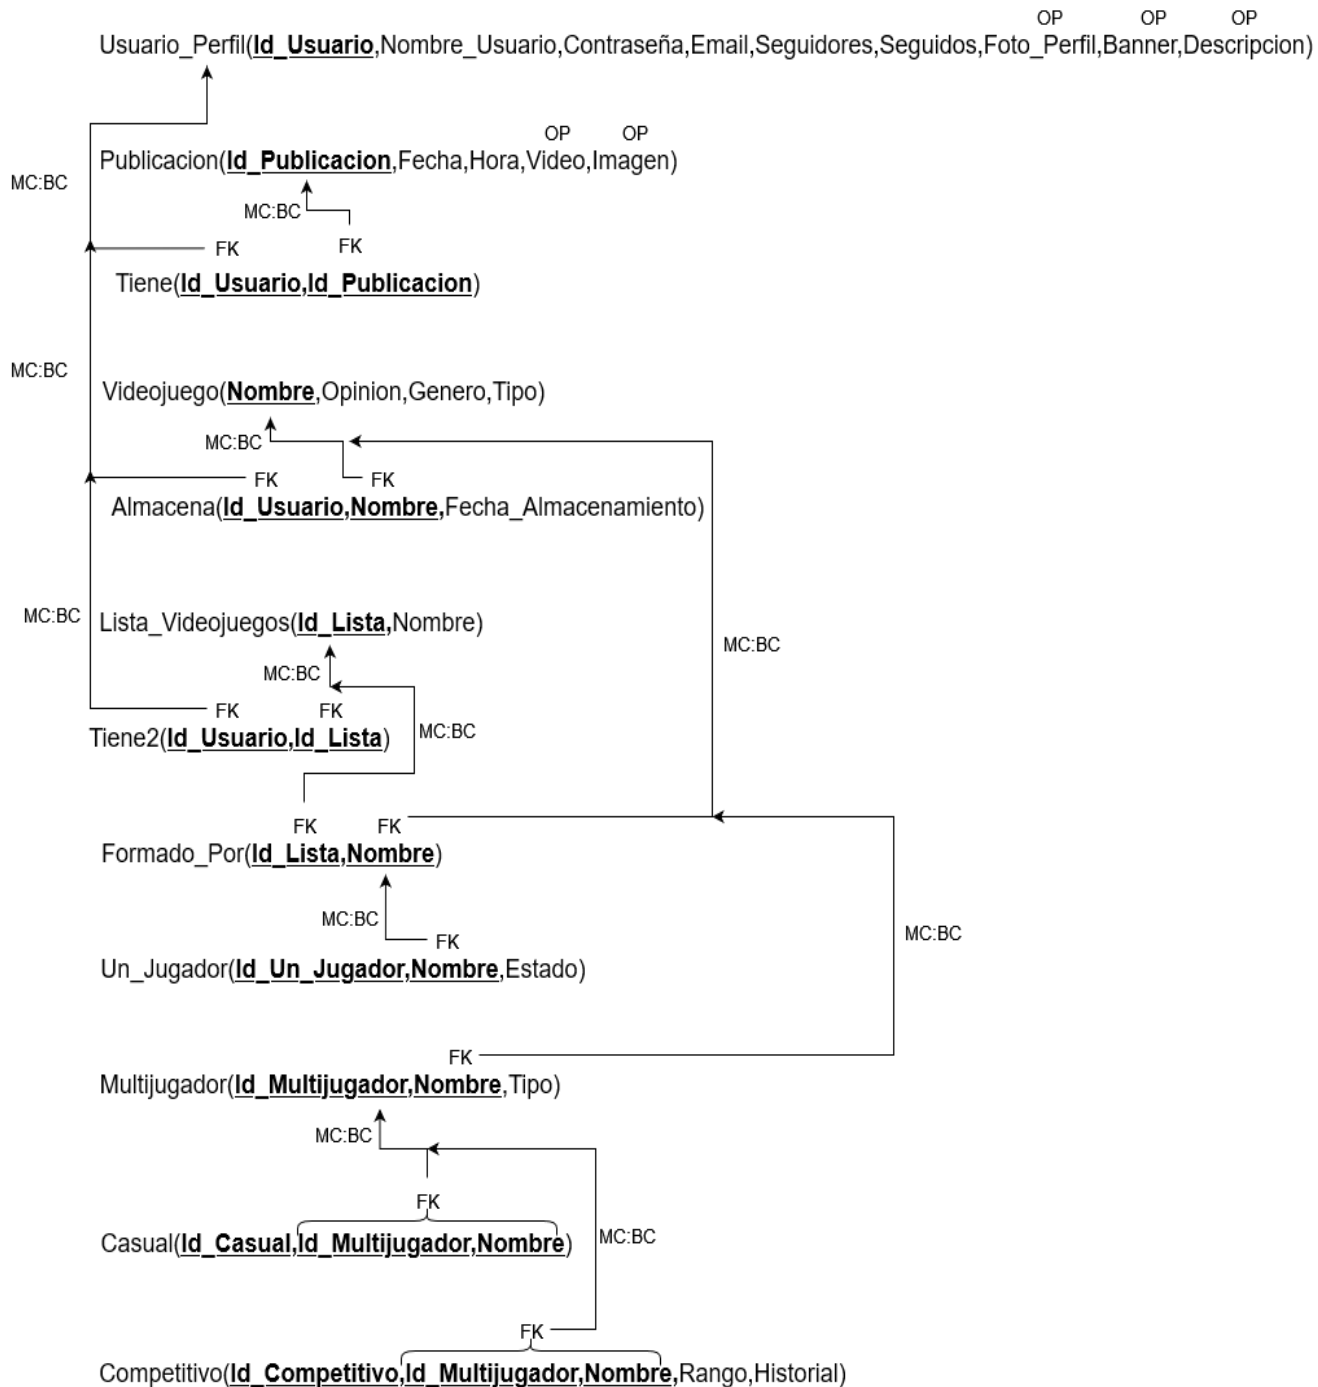 OP OP OP
Usuario_Perfil(Id_Usuario,Nombre_Usuario,Contraseña,Email,Seguidores,Seguidos,Foto_Perfil,Banner,Descripcion)
OP OP
Publicacion(Id_Publicacion,Fecha,Hora,Video,Imagen)
MC:BC
MC:BC
FK FK
Tiene(Id_Usuario,Id_Publicacion)
MC:BC
Videojuego(Nombre,Opinion,Genero,Tipo)
MC:BC
FK FK
Almacena(Id_Usuario,Nombre,Fecha_Almacenamiento)
MC:BC
Lista_Videojuegos(Id_Lista,Nombre)
MC:BC
MC:BC
FK FK
MC:BC
Tiene2(Id_Usuario,Id_Lista)
FK FK
Formado_Por(Id_Lista,Nombre)
MC:BC
MC:BC
FK
Un_Jugador(Id_Un_Jugador,Nombre,Estado)
FK
Multijugador(Id_Multijugador,Nombre,Tipo)
MC:BC
FK
Casual(Id_Casual,Id_Multijugador,Nombre)
MC:BC
FK
Competitivo(Id_Competitivo,Id_Multijugador,Nombre,Rango,Historial)